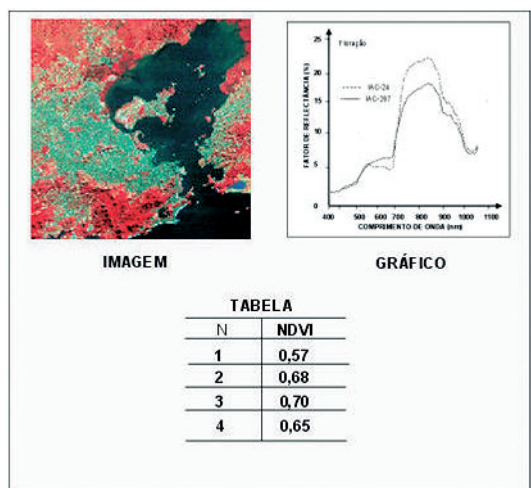 Floração
IAC-24
IAC-287
FATOR DE REFLECTÂNCIA (%)
25
20
15
10
5
0
400 500 600 700 800 900 1000 1100
COMPRIMENTO DE ONDA (nm)
IMAGEM
GRÁFICO
TABELA
N NDVI
1 0,57
2 0,68
3 0,70
4 0,65